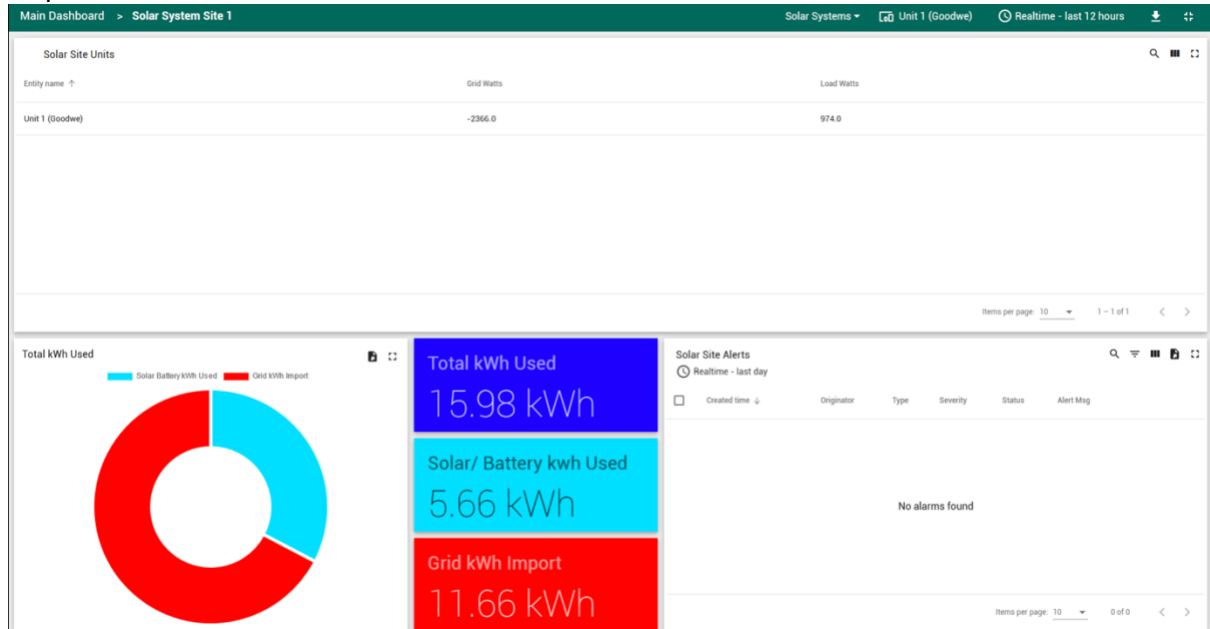 Main Dashboard > Solar System Site 1 Solar Systems Unit 1 (Goodwe) Realtime - last 12 hours
Solar Site Units
Entity name ↑ Grid Watts Load Watts
Unit 1 (Goodwe) -2366.0 974.0
Items per page: 10 1 – 1 of 1 < >
Total kWh Used
Solar Battery kWh Used Grid kWh Import
Total kWh Used
15.98 kWh
Solar/ Battery kwh Used
5.66 kWh
Grid kWh Import
11.66 kWh
Solar Site Alerts
Realtime - last day
Created time ↓ Originator Type Severity Status Alert Msg
No alarms found
Items per page: 10 0 of 0 < >